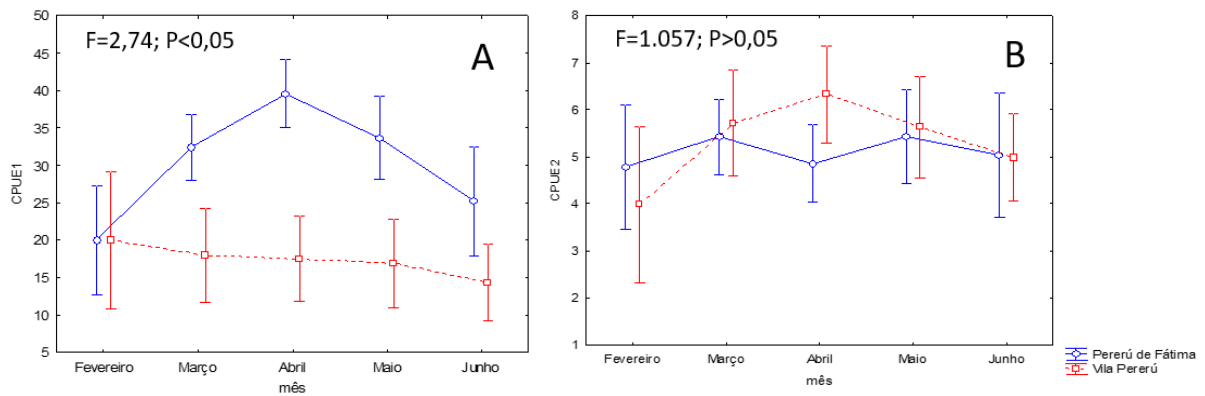 F=2,74; P<0,05
A
50
45
40
35
30
25
20
15
10
5
CPUE1
Fevereiro Março Abril Maio Junho
mês
F=1.057; P>0,05
B
8
7
6
5
4
3
2
1
CPUE2
Fevereiro Março Abril Maio Junho
mês
Pererú de Fátima
Vila Pererú